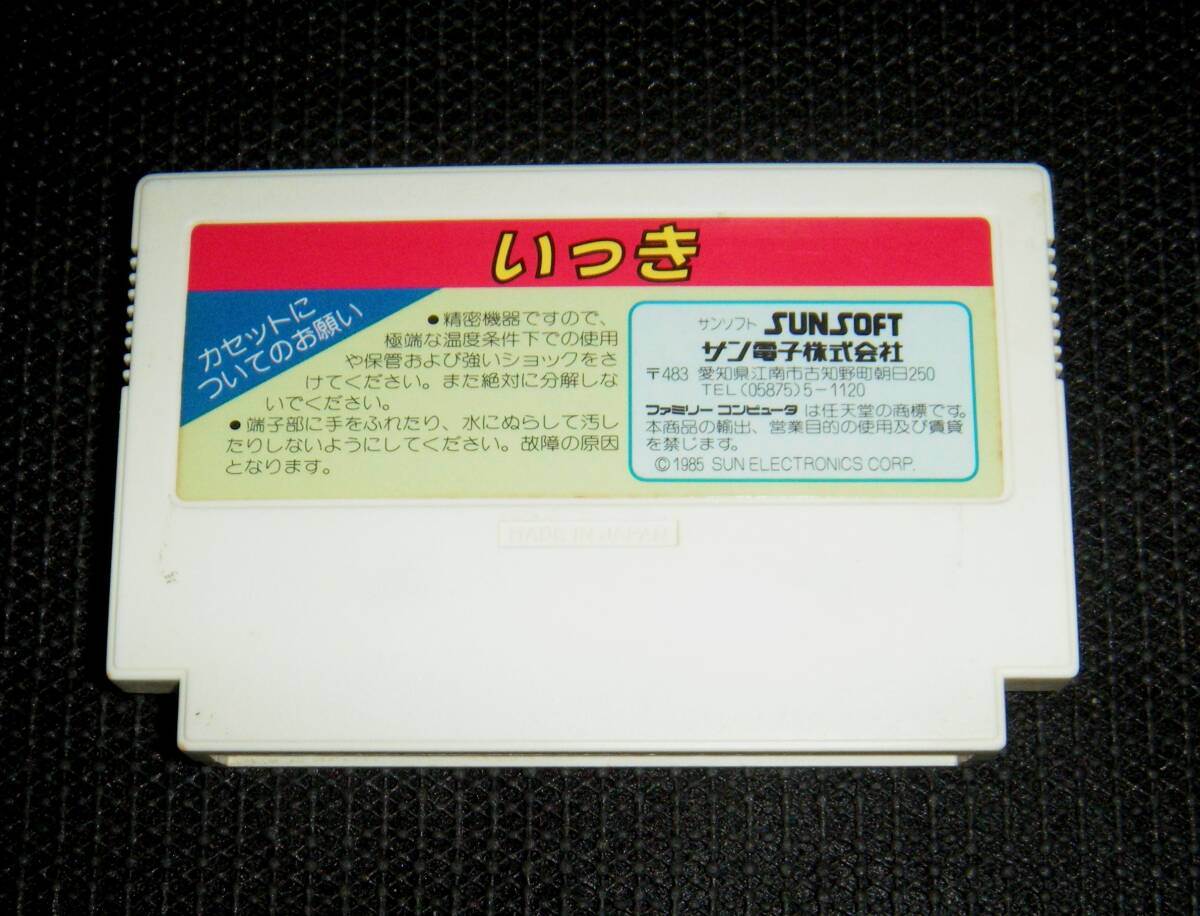 いっき
カセットに
ついてのお願い
●精密機器ですので、
極端な温度条件下での使用
や保管および強いショックをさ
けてください。また絶対に分解しな
いでください。
●端子部に手をふれたり、水にぬらして汚し
たりしないようにしてください。故障の原因
となります。
サンソフト SUNSOFT
サン電子株式会社
〒483 愛知県江南市古知野町朝日250
TEL(05875)5-1120
ファミリー コンピュータ は任天堂の商標です。
本商品の輸出、営業目的の使用及び賃貸
を禁じます。
©1985 SUN ELECTRONICS CORP.
MADE IN JAPAN